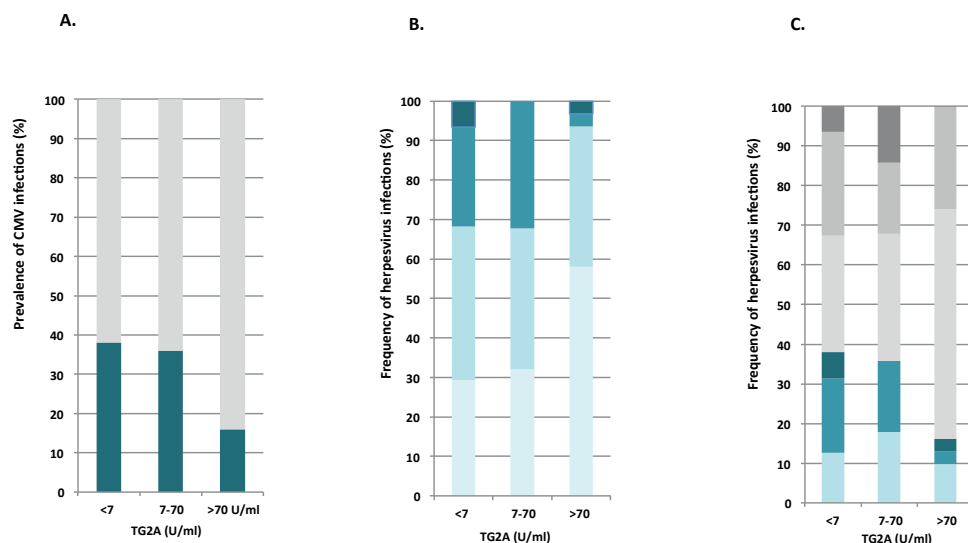 A.
Prevalence of CMV infections (%)
100
90
80
70
60
50
40
30
20
10
0
<7 7-70 >70 U/ml
TG2A (U/ml)
B.
Frequency of herpesvirus infections (%)
100
90
80
70
60
50
40
30
20
10
0
<7 7-70 >70
TG2A (U/ml)
C.
Frequency of herpesvirus infections (%)
100
90
80
70
60
50
40
30
20
10
0
<7 7-70 >70
TG2A (U/ml)